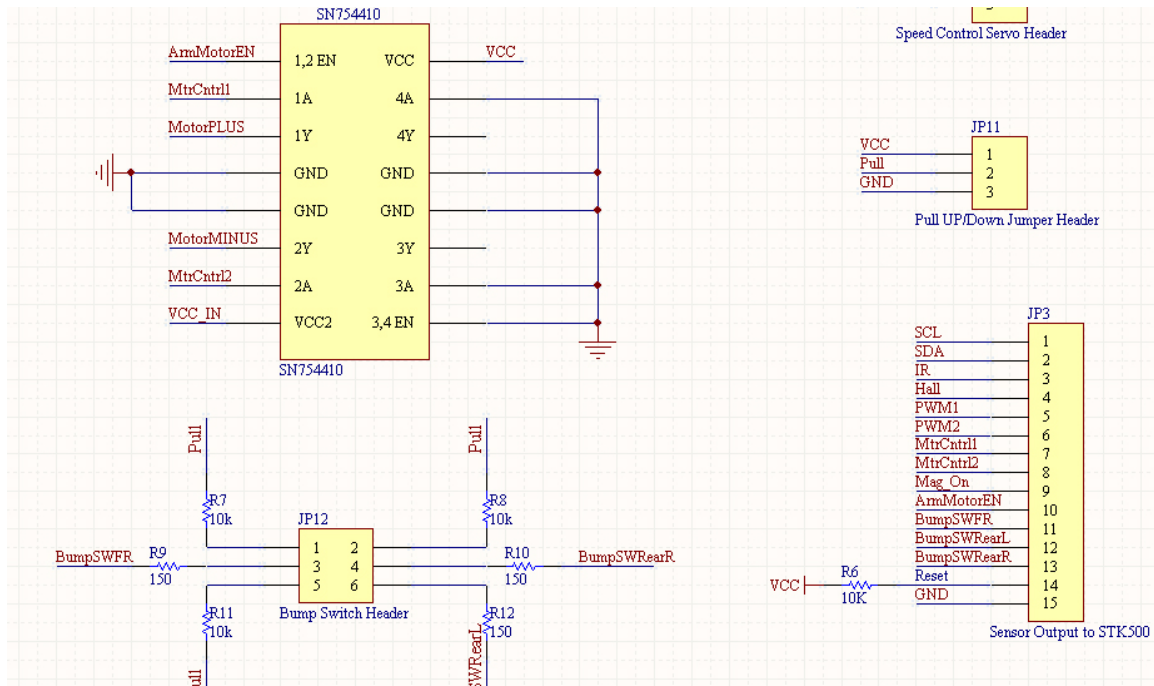 SN754410
ArmMotorEN
MtrCntrl1
MotorPLUS
MotorMINUS
MtrCntrl2
VCC_IN
1,2 EN VCC
1A 4A
1Y 4Y
GND GND
GND GND
2Y 3Y
2A 3A
VCC2 3,4 EN
VCC
SN754410
Speed Control Servo Header
JP11
VCC 1
Pull 2
GND 3
Pull UP/Down Jumper Header
JP3
SCL 1
SDA 2
IR 3
Hall 4
PWM1 5
PWM2 6
MtrCntrl1 7
MtrCntrl2 8
Mag_On 9
ArmMotorEN 10
BumpSWFR 11
BumpSWRearL 12
BumpSWRearR 13
Reset 14
GND 15
VCC
R6
10K
Sensor Output to STK500
Pull
Pull
R7
10k
R8
10k
JP12
1 2
3 4
5 6
BumpSWFR
R9
150
R10
150
BumpSWRearR
Bump Switch Header
R11
10k
R12
150